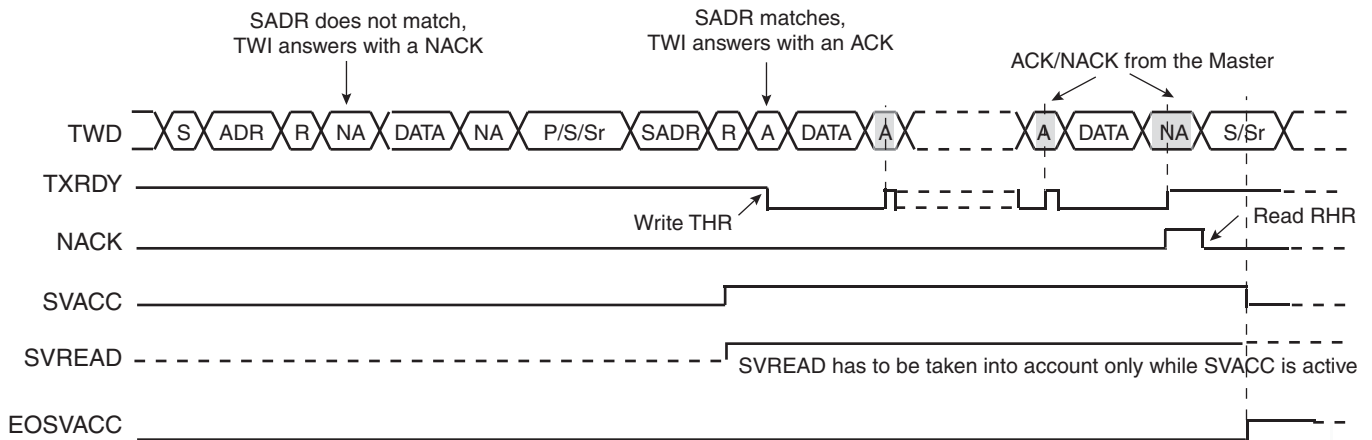 SADR does not match,
TWI answers with a NACK
SADR matches,
TWI answers with an ACK
ACK/NACK from the Master
TWD S ADR R NA DATA NA P/S/Sr SADR R A DATA A A DATA NA S/Sr
TXRDY
Write THR
Read RHR
NACK
SVACC
SVREAD
SVREAD has to be taken into account only while SVACC is active
EOSVACC